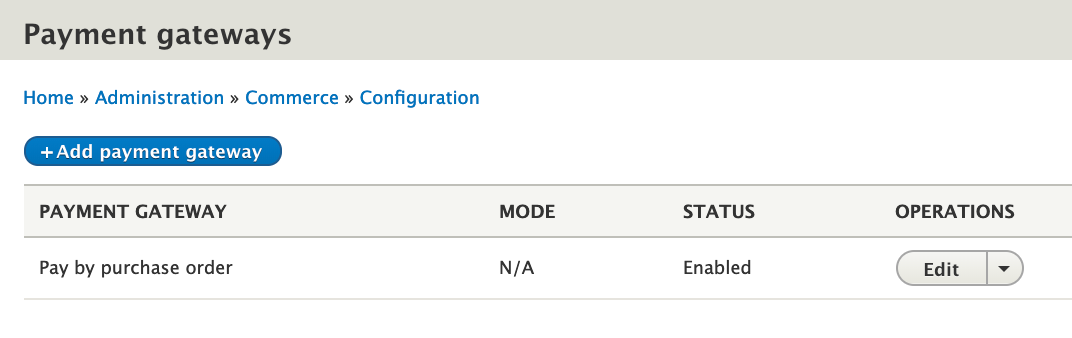 Payment gateways
Home » Administration » Commerce » Configuration
+Add payment gateway
PAYMENT GATEWAY MODE STATUS OPERATIONS
Pay by purchase order N/A Enabled Edit